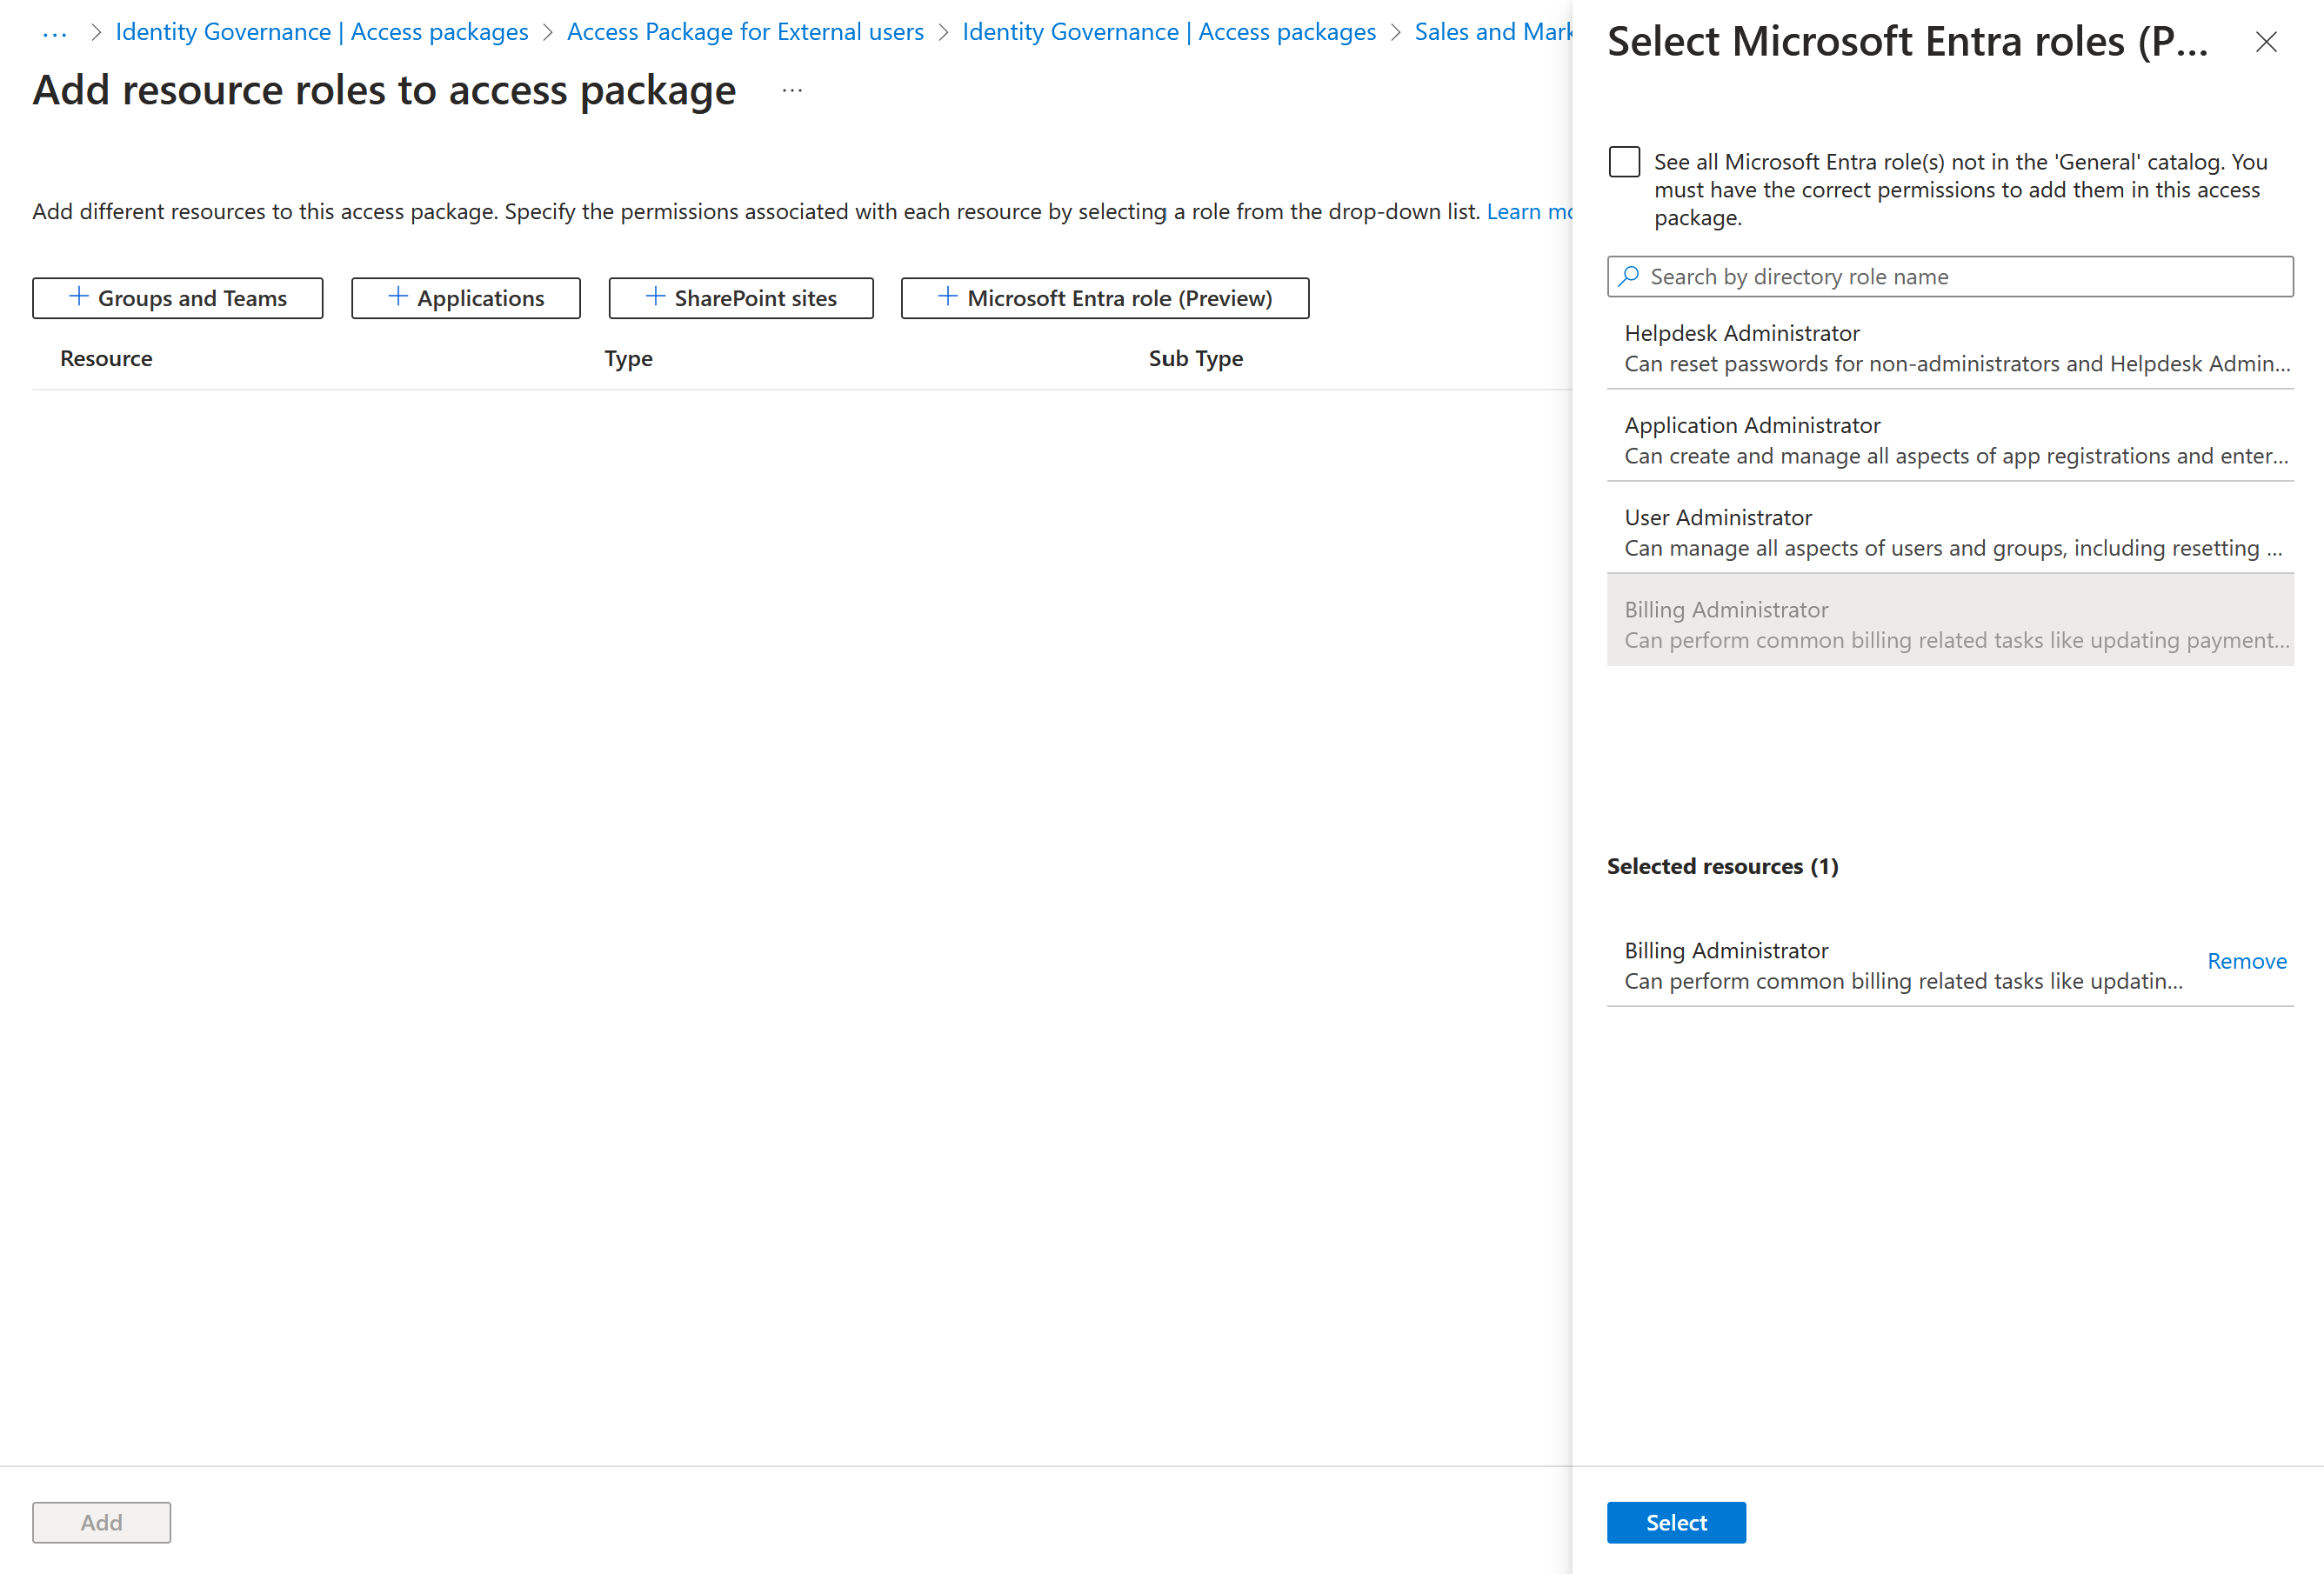 ... > Identity Governance | Access packages > Access Package for External users > Identity Governance | Access packages > Sales and Mark
Add resource roles to access package ...
Add different resources to this access package. Specify the permissions associated with each resource by selecting a role from the drop-down list. Learn mo
+ Groups and Teams
+ Applications
+ SharePoint sites
+ Microsoft Entra role (Preview)
Resource Type Sub Type
Add
Select Microsoft Entra roles (P...
See all Microsoft Entra role(s) not in the 'General' catalog. You
must have the correct permissions to add them in this access
package.
Search by directory role name
Helpdesk Administrator
Can reset passwords for non-administrators and Helpdesk Admin...
Application Administrator
Can create and manage all aspects of app registrations and enter...
User Administrator
Can manage all aspects of users and groups, including resetting ...
Billing Administrator
Can perform common billing related tasks like updating payment...
Selected resources (1)
Billing Administrator
Can perform common billing related tasks like updatin...
Remove
Select